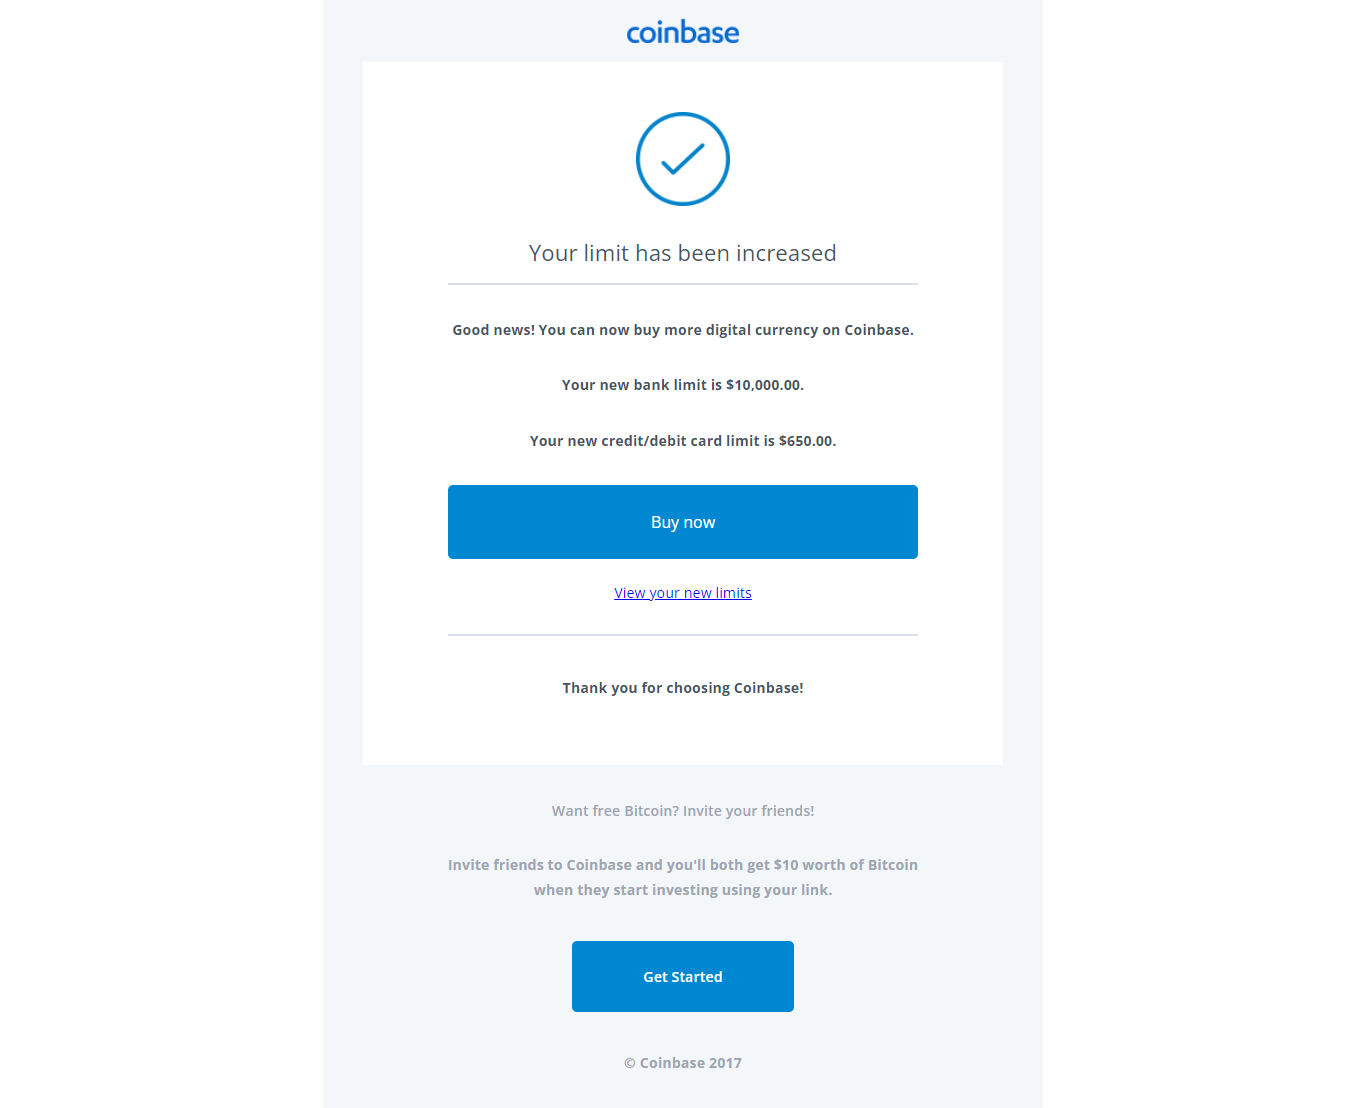 coinbase
Your limit has been increased
Good news! You can now buy more digital currency on Coinbase.
Your new bank limit is $10,000.00.
Your new credit/debit card limit is $650.00.
Buy now
View your new limits
Thank you for choosing Coinbase!
Want free Bitcoin? Invite your friends!
Invite friends to Coinbase and you'll both get $10 worth of Bitcoin
when they start investing using your link.
Get Started
© Coinbase 2017